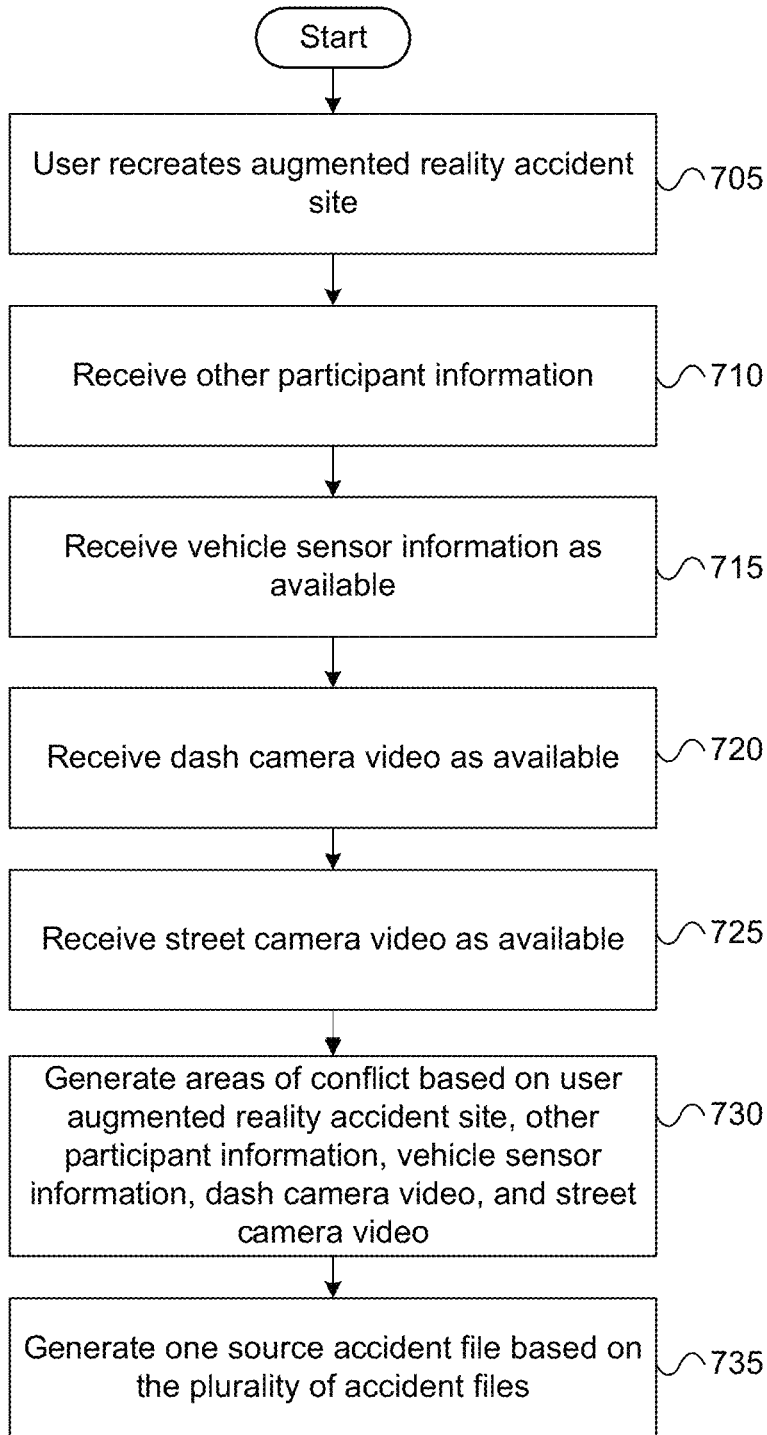 Start
User recreates augmented reality accident
site
705
Receive other participant information
710
Receive vehicle sensor information as
available
715
Receive dash camera video as available
720
Receive street camera video as available
725
Generate areas of conflict based on user
augmented reality accident site, other
participant information, vehicle sensor
information, dash camera video, and street
camera video
730
Generate one source accident file based on
the plurality of accident files
735